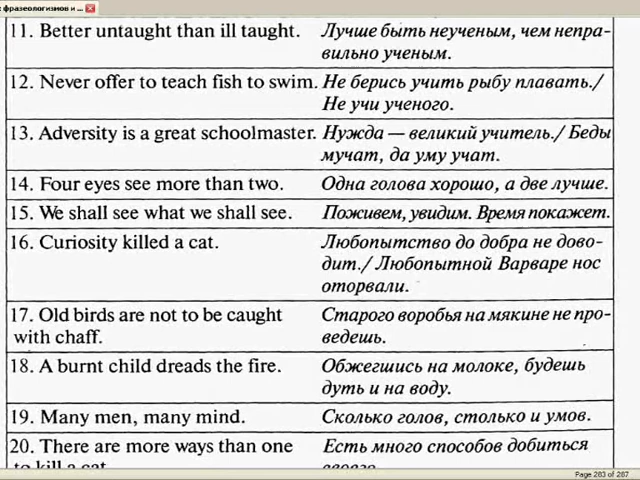 : фразеологизмов и ...
11. Better untaught than ill taught. Лучше быть неученым, чем непра-
вильно ученым.
12. Never offer to teach fish to swim. Не берись учить рыбу плавать./
Не учи ученого.
13. Adversity is a great schoolmaster. Нужда — великий учитель./ Беды
мучат, да уму учат.
14. Four eyes see more than two. Одна голова хорошо, а две лучше.
15. We shall see what we shall see. Поживем, увидим. Время покажет.
16. Curiosity killed a cat. Любопытство до добра не дово-
дит./ Любопытной Варваре нос
оторвали.
17. Old birds are not to be caught Старого воробья на мякине не про-
with chaff. ведешь.
18. A burnt child dreads the fire. Обжегшись на молоке, будешь
дуть и на воду.
19. Many men, many mind. Сколько голов, столько и умов.
20. There are more ways than one Есть много способов добиться
to kill a cat своего
Page 283 of 287